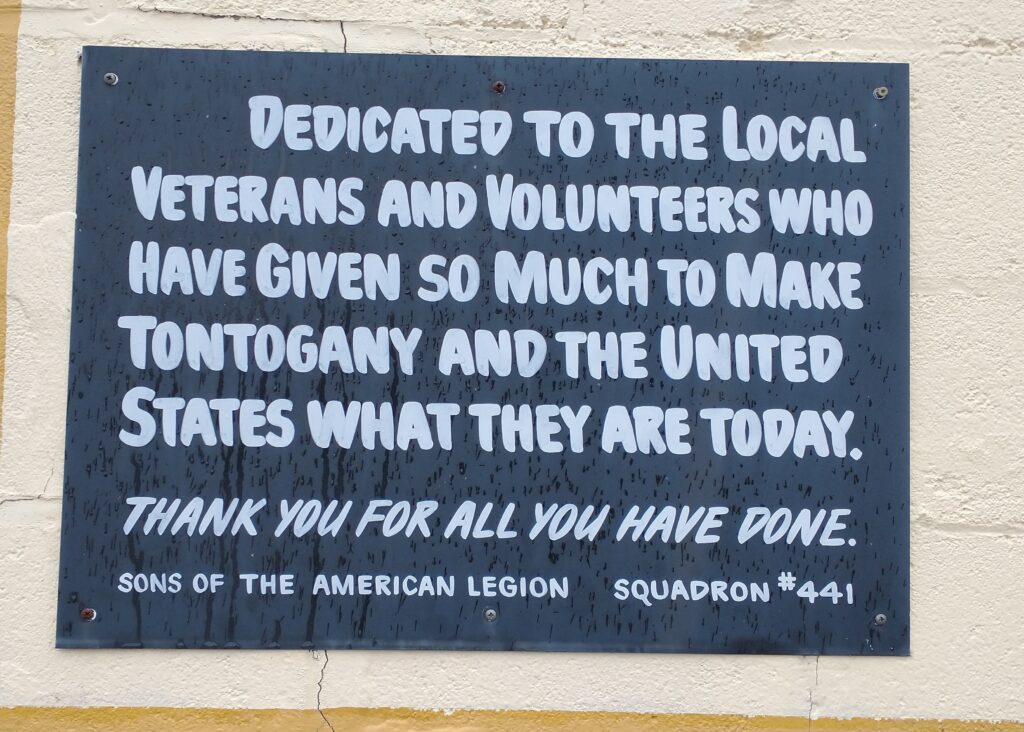 Dedicated to the Local
Veterans and Volunteers who
Have Given so Much to Make
Tontogany and the United
States what they are today.
Thank you for all you have done.
Sons of the American Legion Squadron #441